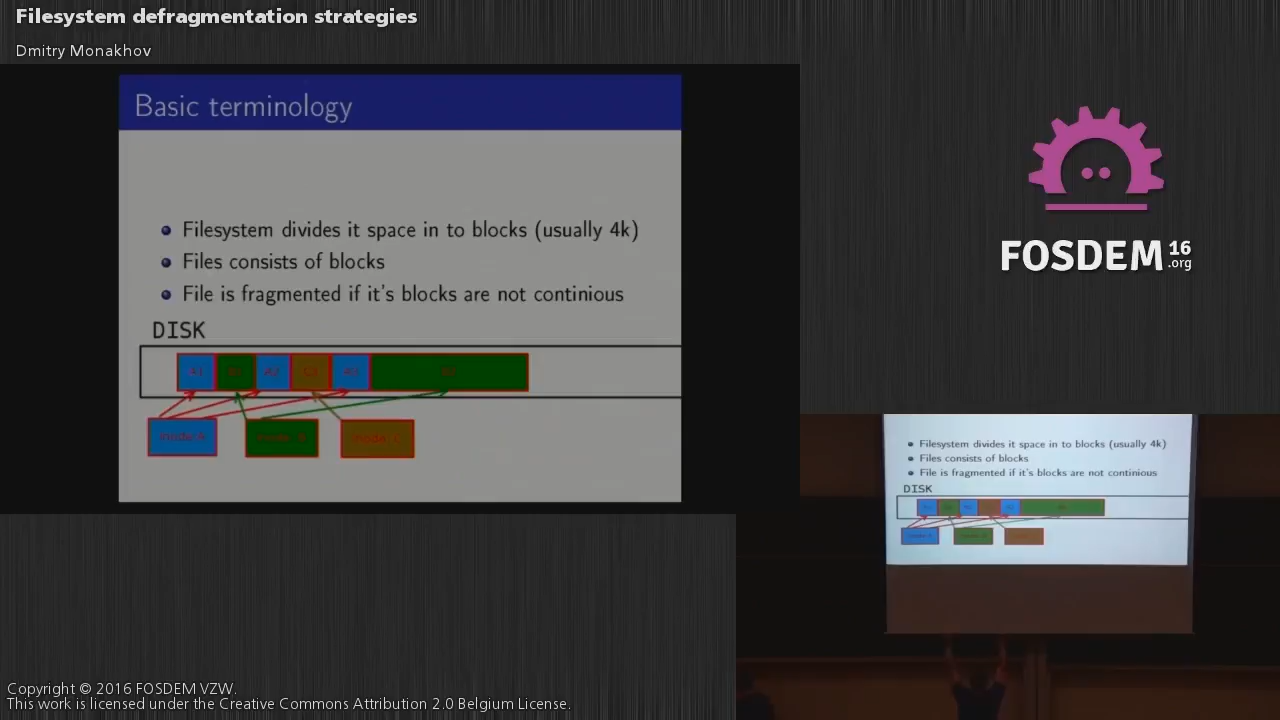 Filesystem defragmentation strategies
Dmitry Monakhov
Basic terminology
Filesystem divides it space in to blocks (usually 4k)
Files consists of blocks
File is fragmented if it's blocks are not continious
DISK
A1
A2
FOSDEM 16
.org
Filesystem divides it space in to blocks (usually 4k)
Files consists of blocks
File is fragmented if it's blocks are not continious
DISK
Copyright © 2016 FOSDEM VZW.
This work is licensed under the Creative Commons Attribution 2.0 Belgium License.